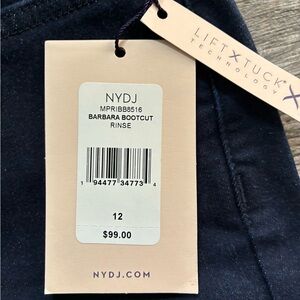 NYDJ
MPRIBB8516
BARBARA BOOTCUT
RINSE
1 94477 34773 4
12
$99.00
NYDJ.COM
LIFT X TUCK
TECHNOLOGY